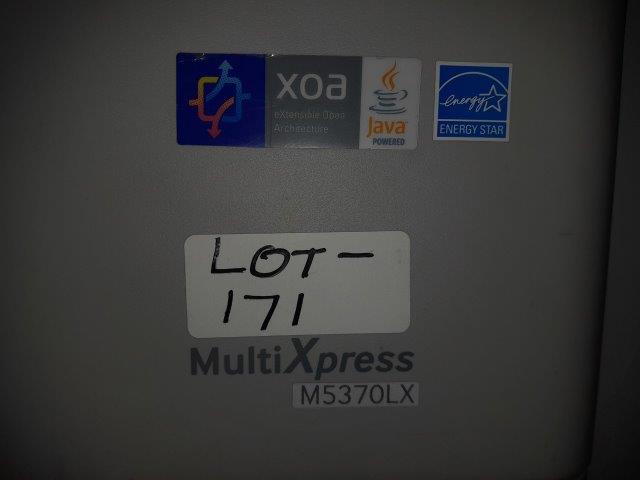 xoa
eXtensible Open
Architecture
Java
POWERED
energy
ENERGY STAR
LOT-
171
MultiXpress
M5370LX